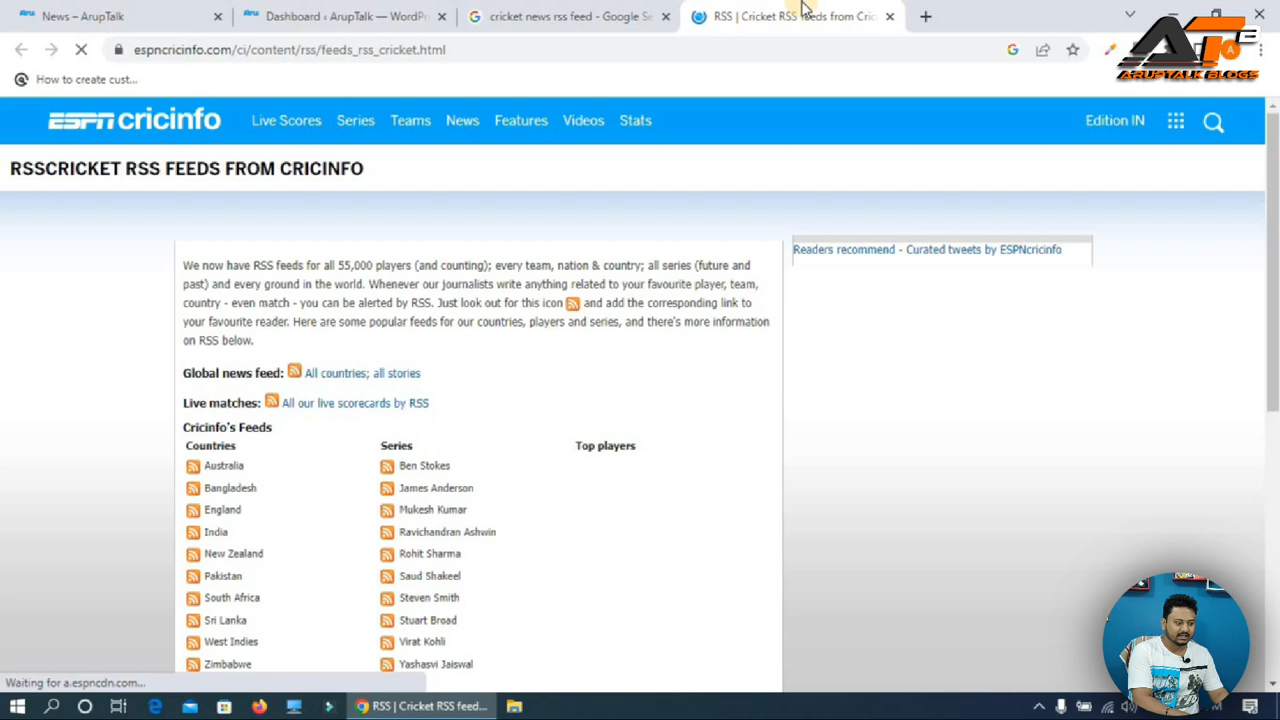 News – ArupTalk
Dashboard ‹ ArupTalk — WordPr
cricket news rss feed - Google Se
RSS | Cricket RSS feeds from Cric
espncricinfo.com/ci/content/rss/feeds_rss_cricket.html
ATB
ARUPTALK BLOGS
How to create cust...
ESPN cricinfo
Live Scores
Series
Teams
News
Features
Videos
Stats
Edition IN
RSSCRICKET RSS FEEDS FROM CRICINFO
We now have RSS feeds for all 55,000 players (and counting); every team, nation & country; all series (future and
past) and every ground in the world. Whenever our journalists write anything related to your favourite player, team,
country - even match - you can be alerted by RSS. Just look out for this icon and add the corresponding link to
your favourite reader. Here are some popular feeds for our countries, players and series, and there's more information
on RSS below.
Readers recommend - Curated tweets by ESPNcricinfo
Global news feed: All countries; all stories
Live matches: All our live scorecards by RSS
Cricinfo's Feeds
Countries
Series
Top players
Australia
Ben Stokes
Bangladesh
James Anderson
England
Mukesh Kumar
India
Ravichandran Ashwin
New Zealand
Rohit Sharma
Pakistan
Saud Shakeel
South Africa
Steven Smith
Sri Lanka
Stuart Broad
West Indies
Virat Kohli
Zimbabwe
Yashasvi Jaiswal
Waiting for a.espncdn.com...
RSS | Cricket RSS feed...